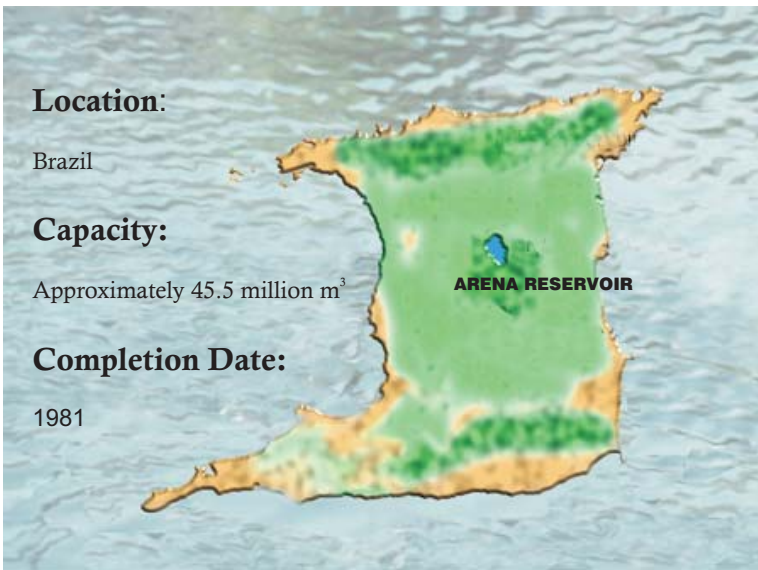 Location:
Brazil
Capacity:
Approximately 45.5 million m³
ARENA RESERVOIR
Completion Date:
1981